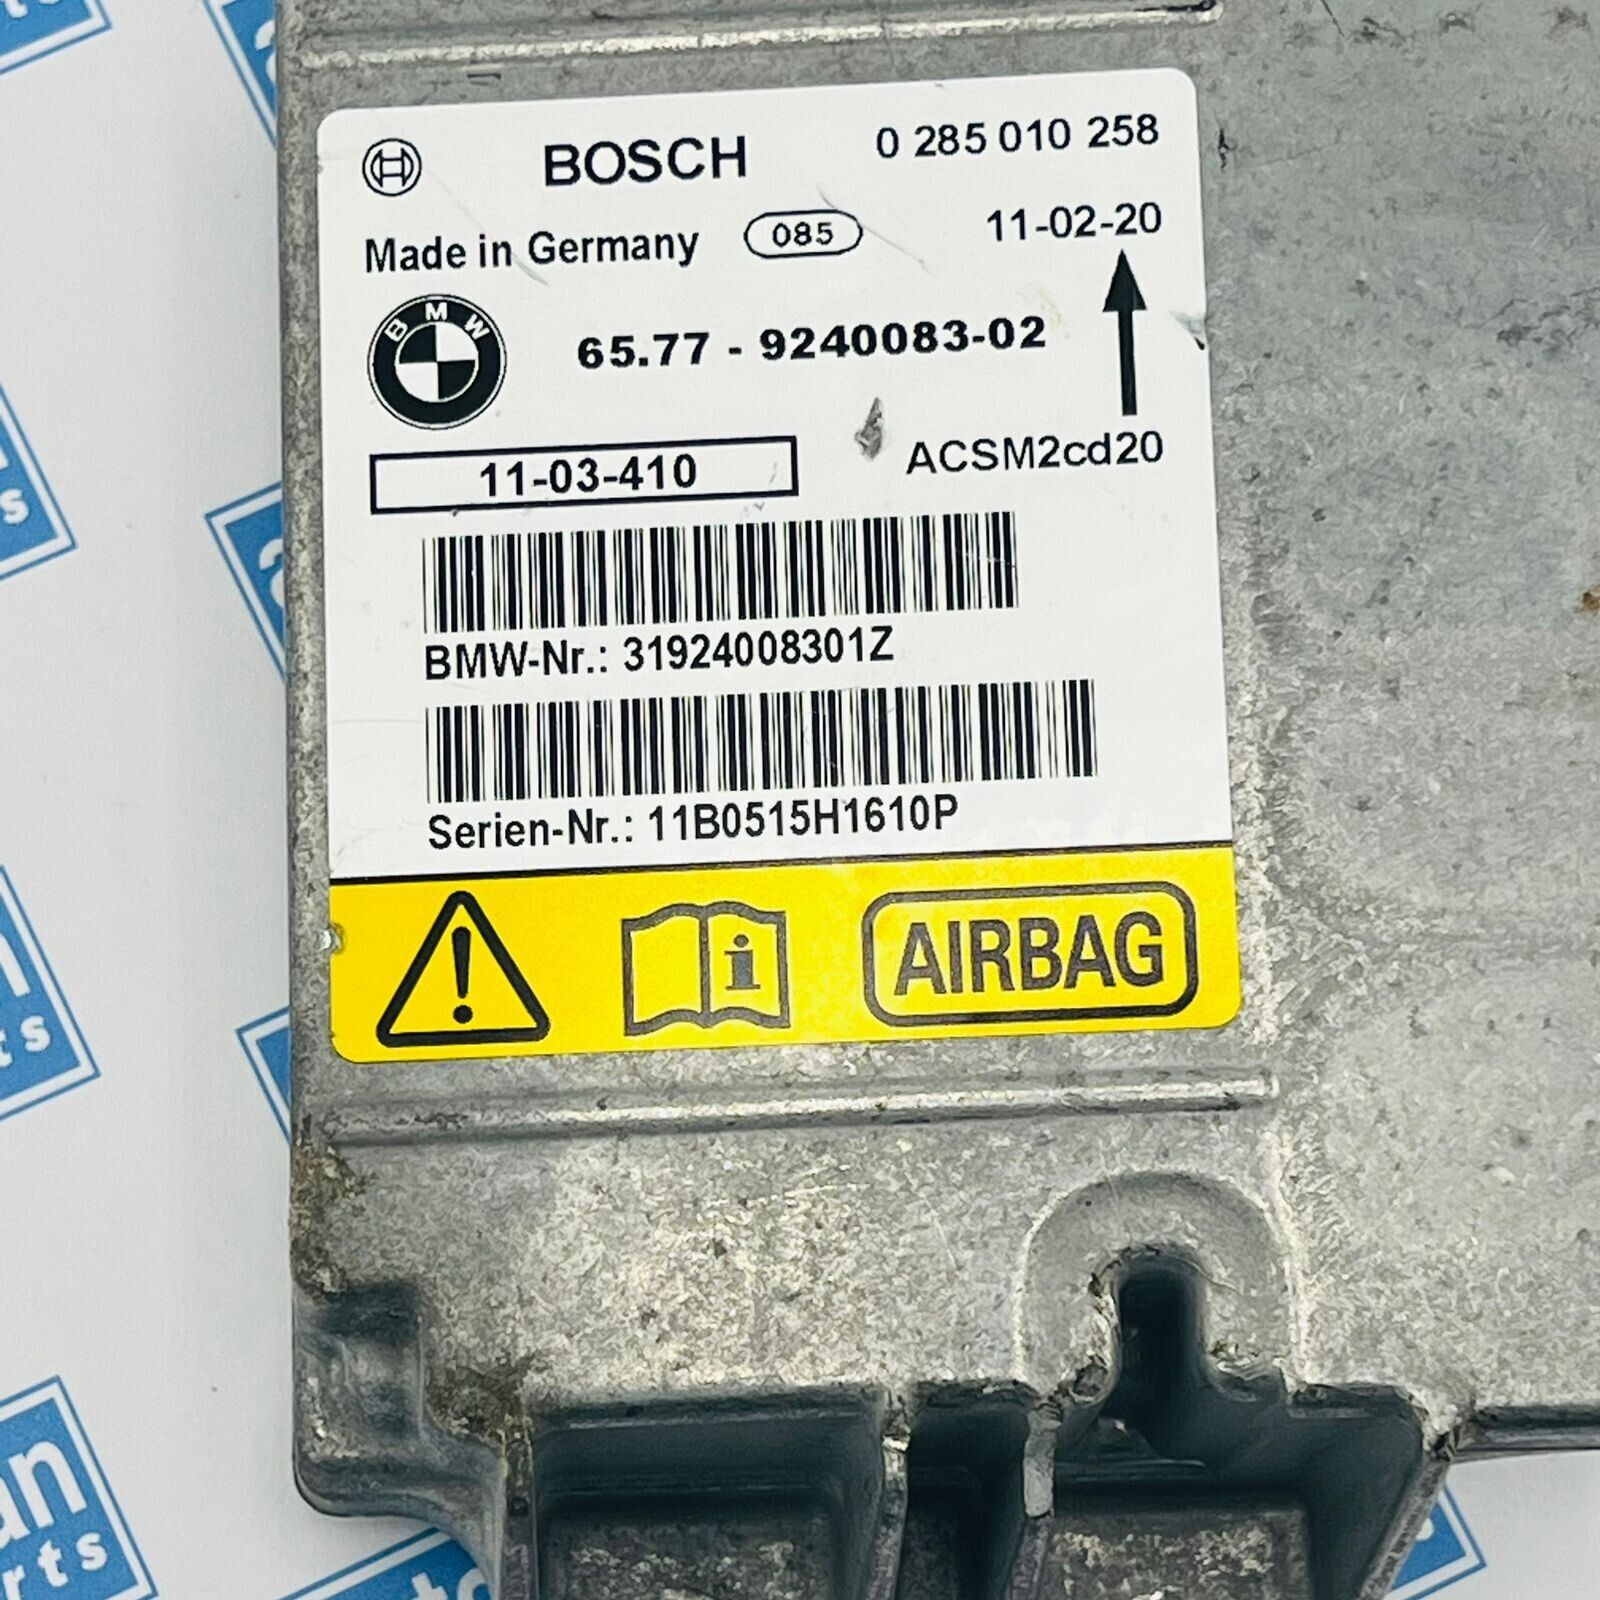 BOSCH 0 285 010 258
Made in Germany 085 11-02-20
BMW 65.77 - 9240083-02
11-03-410 ACSM2cd20
BMW-Nr.: 31924008301Z
Serien-Nr.: 11B0515H1610P
! i AIRBAG